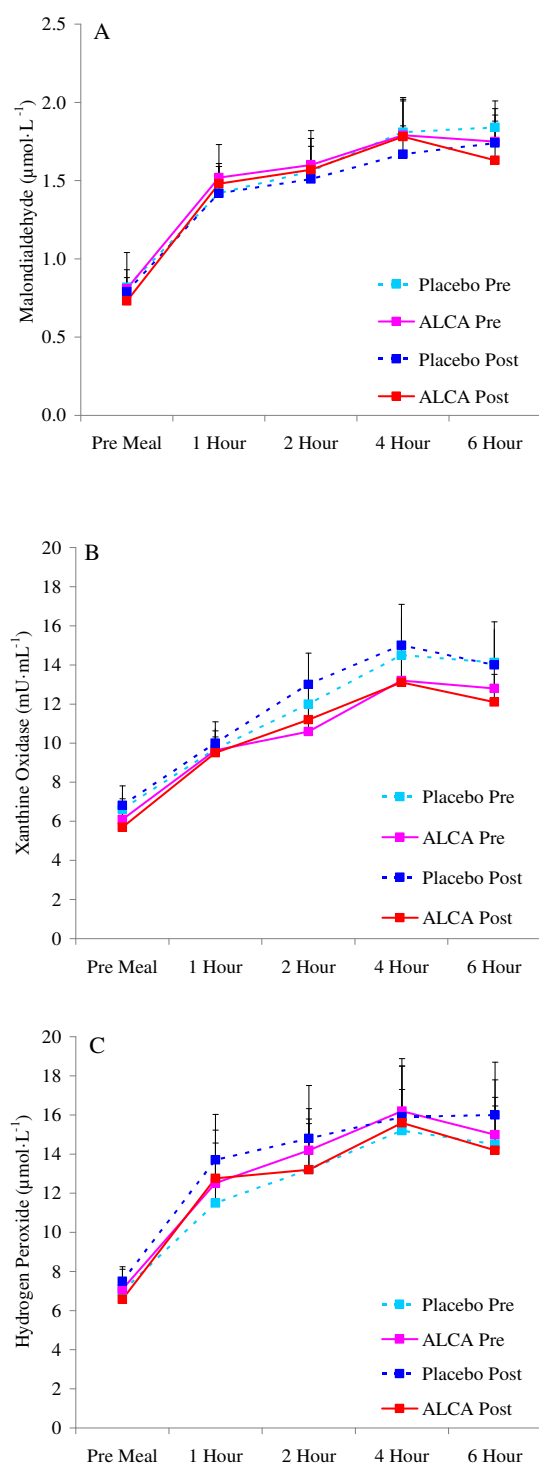 A
2.5
2.0
1.5
1.0
0.5
0.0
Malondialdehyde (µmol·L⁻¹)
Placebo Pre
ALCA Pre
Placebo Post
ALCA Post
Pre Meal 1 Hour 2 Hour 4 Hour 6 Hour
B
20
18
16
14
12
10
8
6
4
2
0
Xanthine Oxidase (mU·mL⁻¹)
Placebo Pre
ALCA Pre
Placebo Post
ALCA Post
Pre Meal 1 Hour 2 Hour 4 Hour 6 Hour
C
20
18
16
14
12
10
8
6
4
2
0
Hydrogen Peroxide (µmol·L⁻¹)
Placebo Pre
ALCA Pre
Placebo Post
ALCA Post
Pre Meal 1 Hour 2 Hour 4 Hour 6 Hour